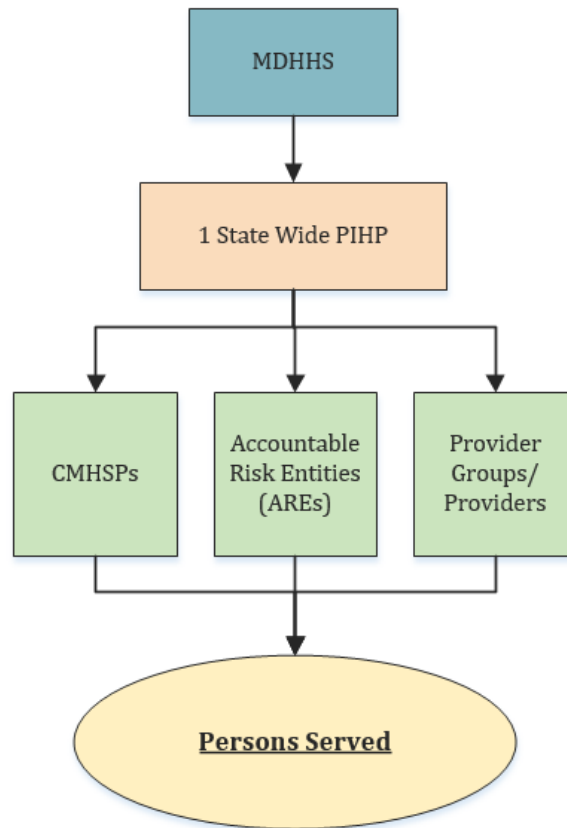 MDHHS
1 State Wide PIHP
CMHSPs
Accountable
Risk Entities
(AREs)
Provider
Groups/
Providers
Persons Served